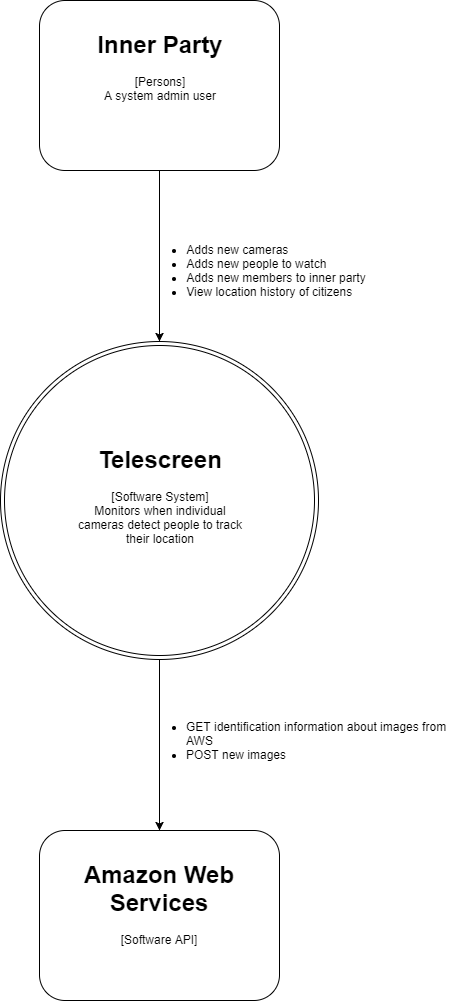 Inner Party
[Persons]
A system admin user
Adds new cameras
Adds new people to watch
Adds new members to inner party
View location history of citizens
Telescreen
[Software System]
Monitors when individual
cameras detect people to track
their location
GET identification information about images from
AWS
POST new images
Amazon Web
Services
[Software API]